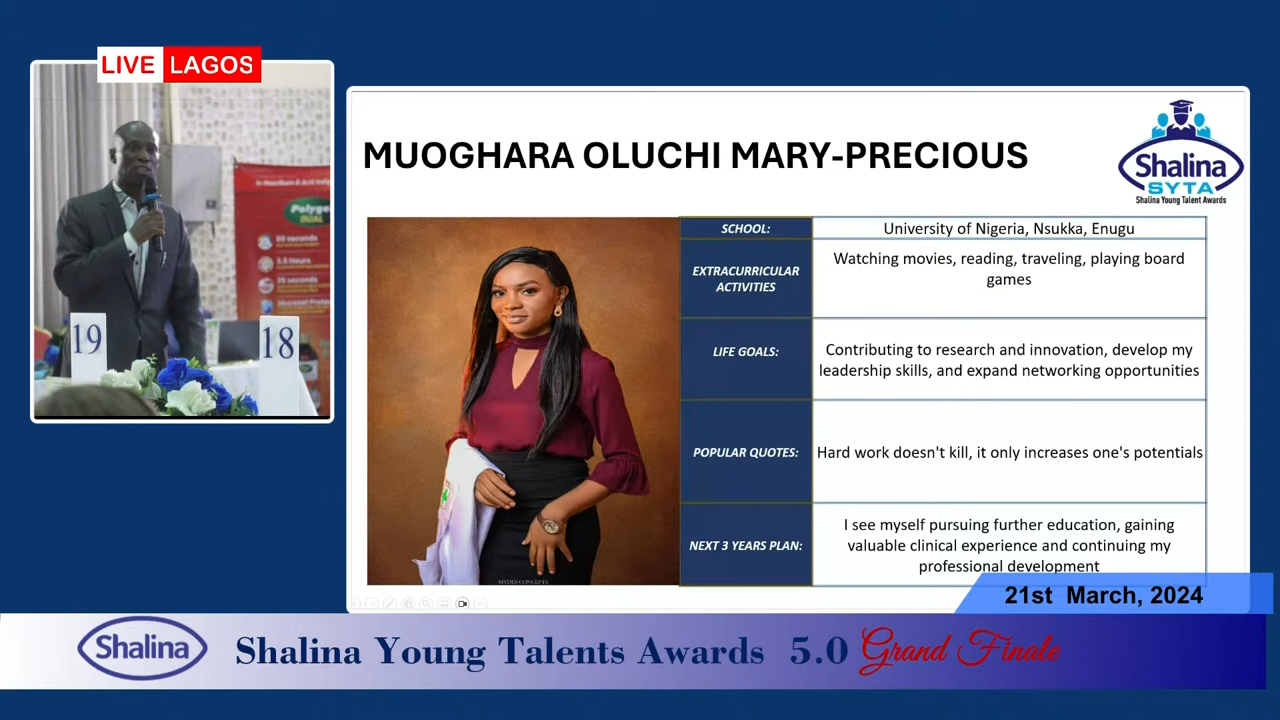 LIVE LAGOS
MUOGHARA OLUCHI MARY-PRECIOUS
Shalina
SYTA
Shalina Young Talent Awards
SCHOOL:
University of Nigeria, Nsukka, Enugu
EXTRACURRICULAR
ACTIVITIES
Watching movies, reading, traveling, playing board
games
LIFE GOALS:
Contributing to research and innovation, develop my
leadership skills, and expand networking opportunities
POPULAR QUOTES:
Hard work doesn't kill, it only increases one's potentials
NEXT 3 YEARS PLAN:
I see myself pursuing further education, gaining
valuable clinical experience and continuing my
professional development
MYDES CONCEPTS
19
18
21st March, 2024
Shalina
Shalina Young Talents Awards 5.0 Grand Finale